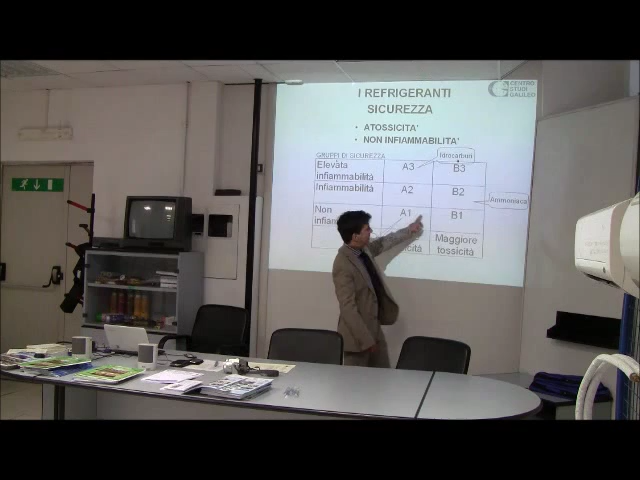 I REFRIGERANTI
SICUREZZA
CENTRO
STUDI
GALILEO
• ATOSSICITA'
• NON INFIAMMABILITA'
GRUPPI DI SICUREZZA
Idrocarburi
Elevata
infiammabilità
A3
B3
Infiammabilità
A2
B2
Ammoniaca
Non
A1
B1
Maggiore
tossicità